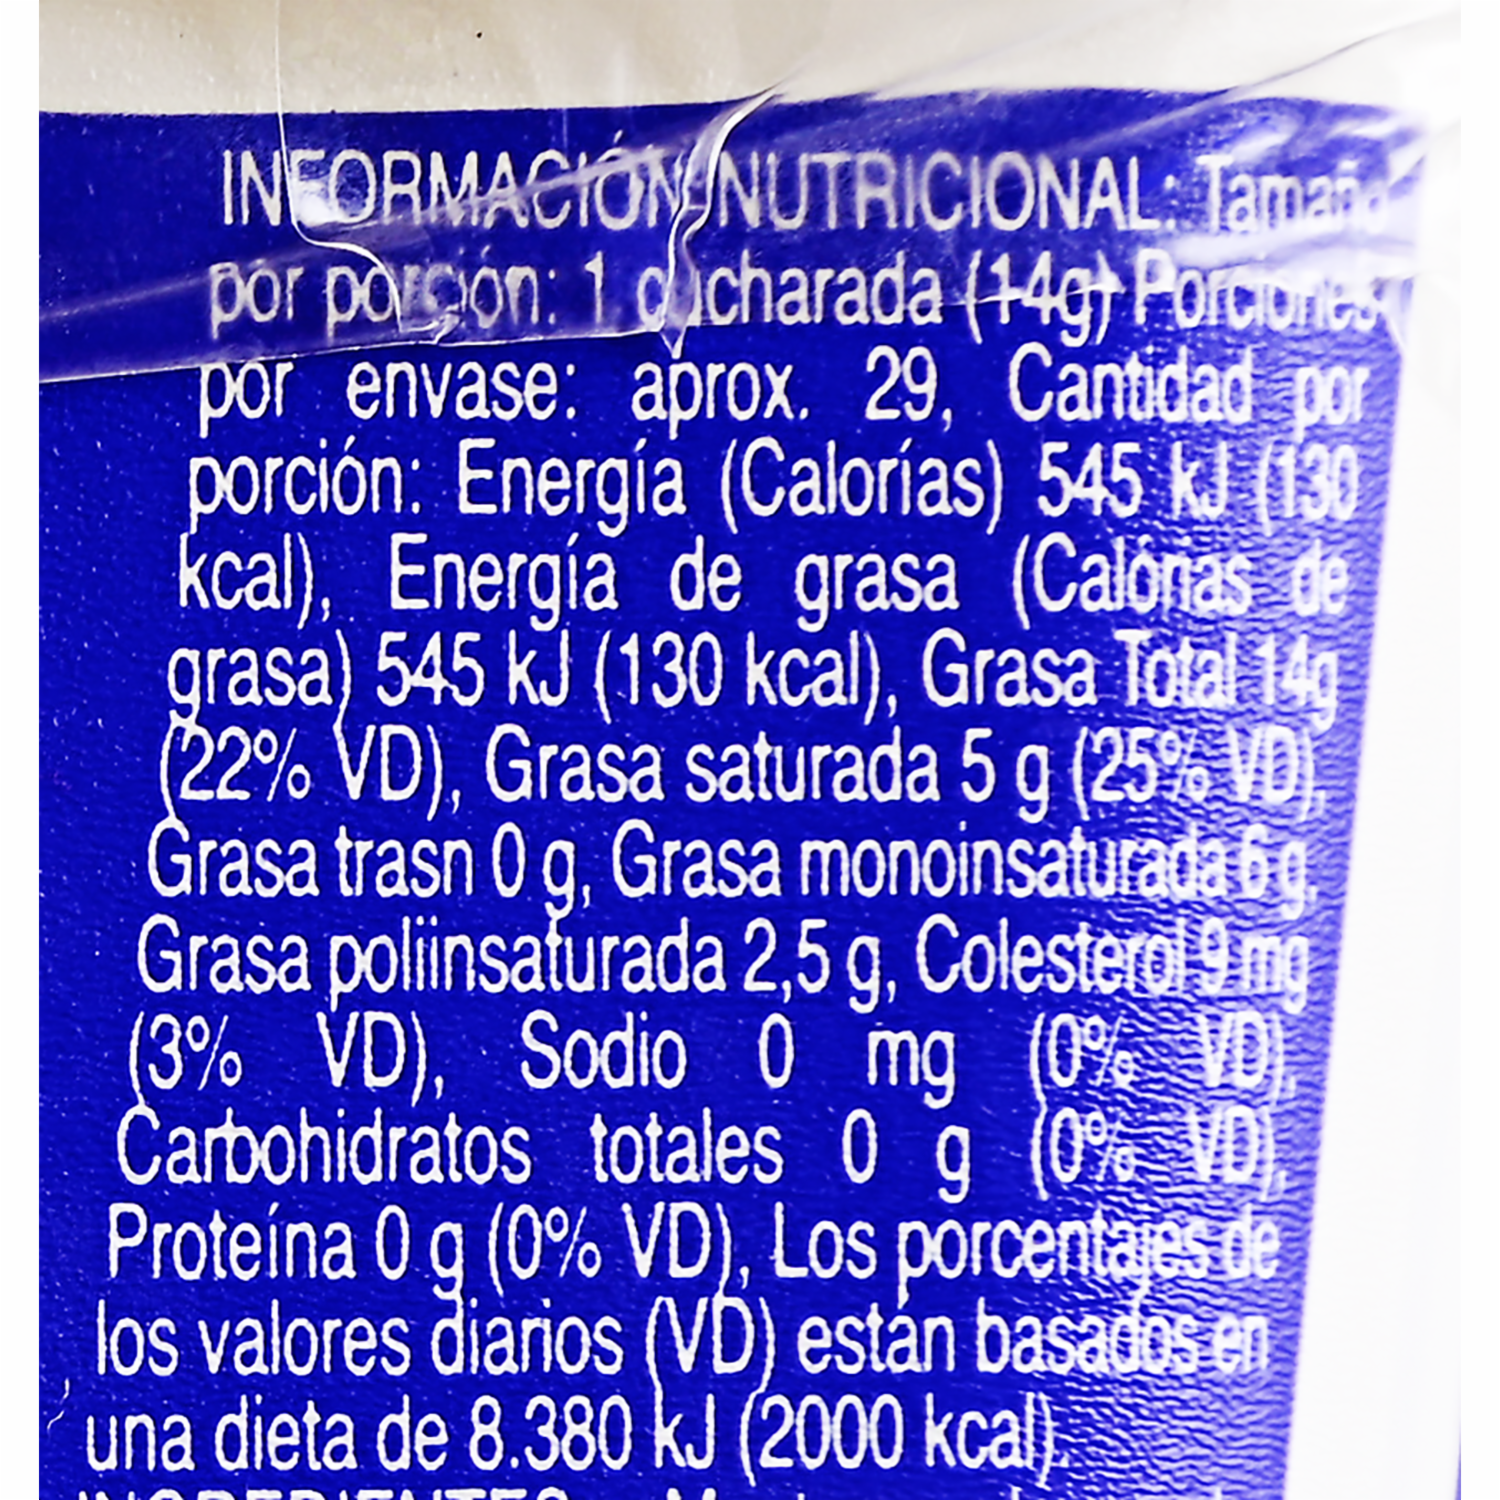 INFORMACIÓN NUTRICIONAL: Tamaño
por porción: 1 cucharada (14g) Porciones
por envase: aprox. 29, Cantidad por
porción: Energía (Calorías) 545 kJ (130
kcal), Energía de grasa (Calorías de
grasa) 545 kJ (130 kcal), Grasa Total 14g
(22% VD), Grasa saturada 5 g (25% VD),
Grasa trasn 0 g, Grasa monoinsaturada 6 g,
Grasa poliinsaturada 2,5 g, Colesterol 9 mg
(3% VD), Sodio 0 mg (0% VD),
Carbohidratos totales 0 g (0% VD),
Proteína 0 g (0% VD), Los porcentajes de
los valores diarios (VD) están basados en
una dieta de 8.380 kJ (2000 kcal).
INGREDIENTES: